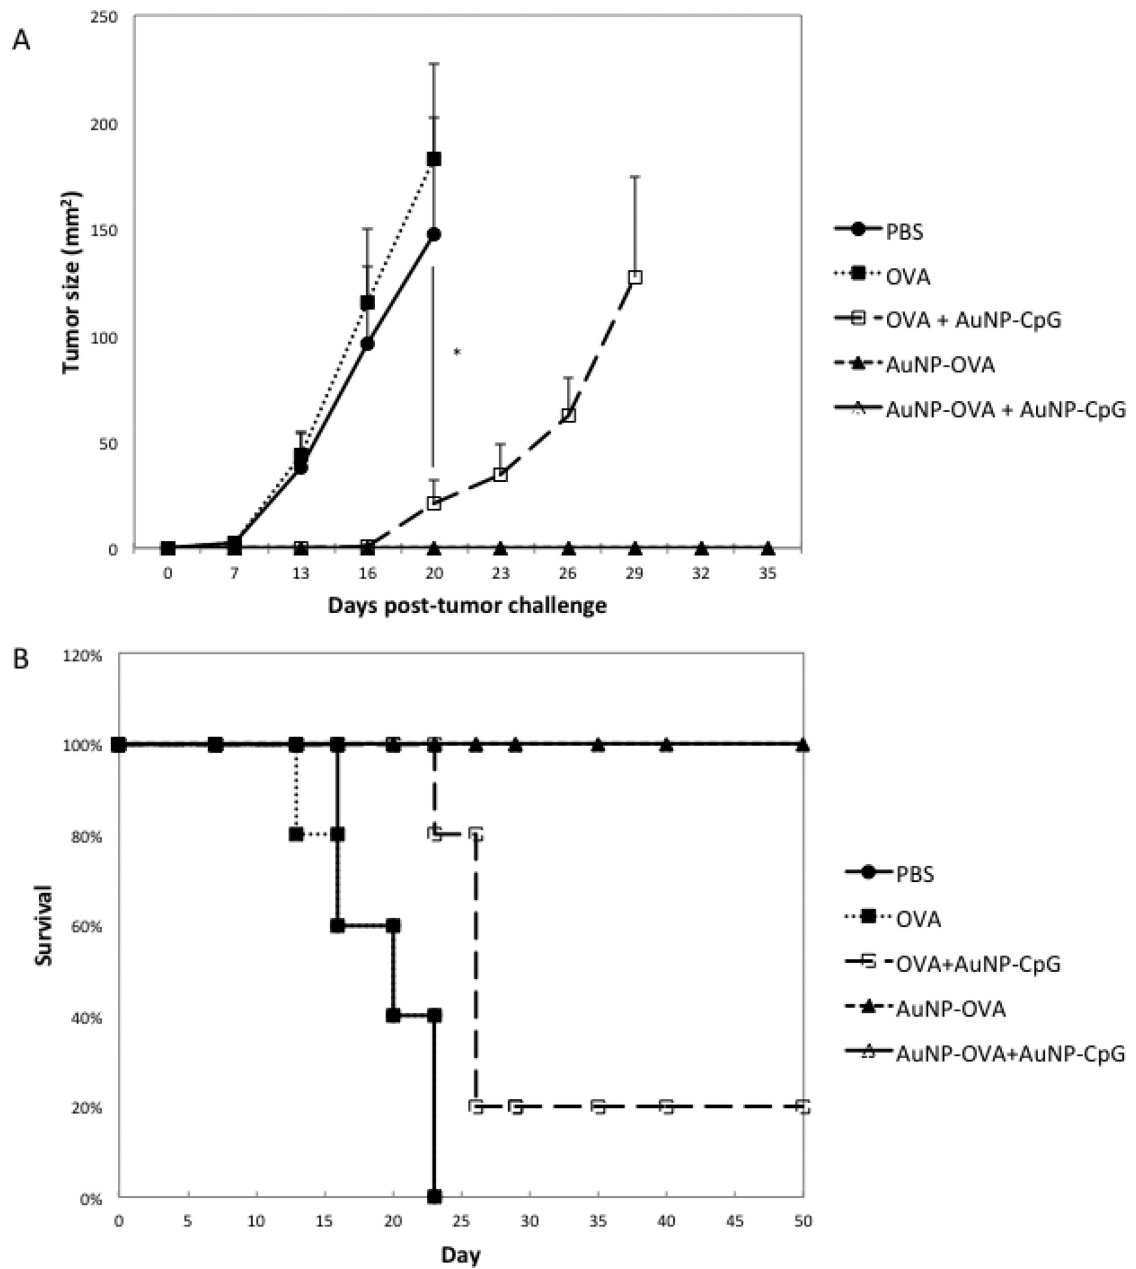 A
250
200
150
100
50
0
Tumor size (mm²)
*
0 7 13 16 20 23 26 29 32 35
Days post-tumor challenge
PBS
OVA
OVA + AuNP-CpG
AuNP-OVA
AuNP-OVA + AuNP-CpG
B
120%
100%
80%
60%
40%
20%
0%
Survival
0 5 10 15 20 25 30 35 40 45 50
Day
PBS
OVA
OVA+AuNP-CpG
AuNP-OVA
AuNP-OVA+AuNP-CpG